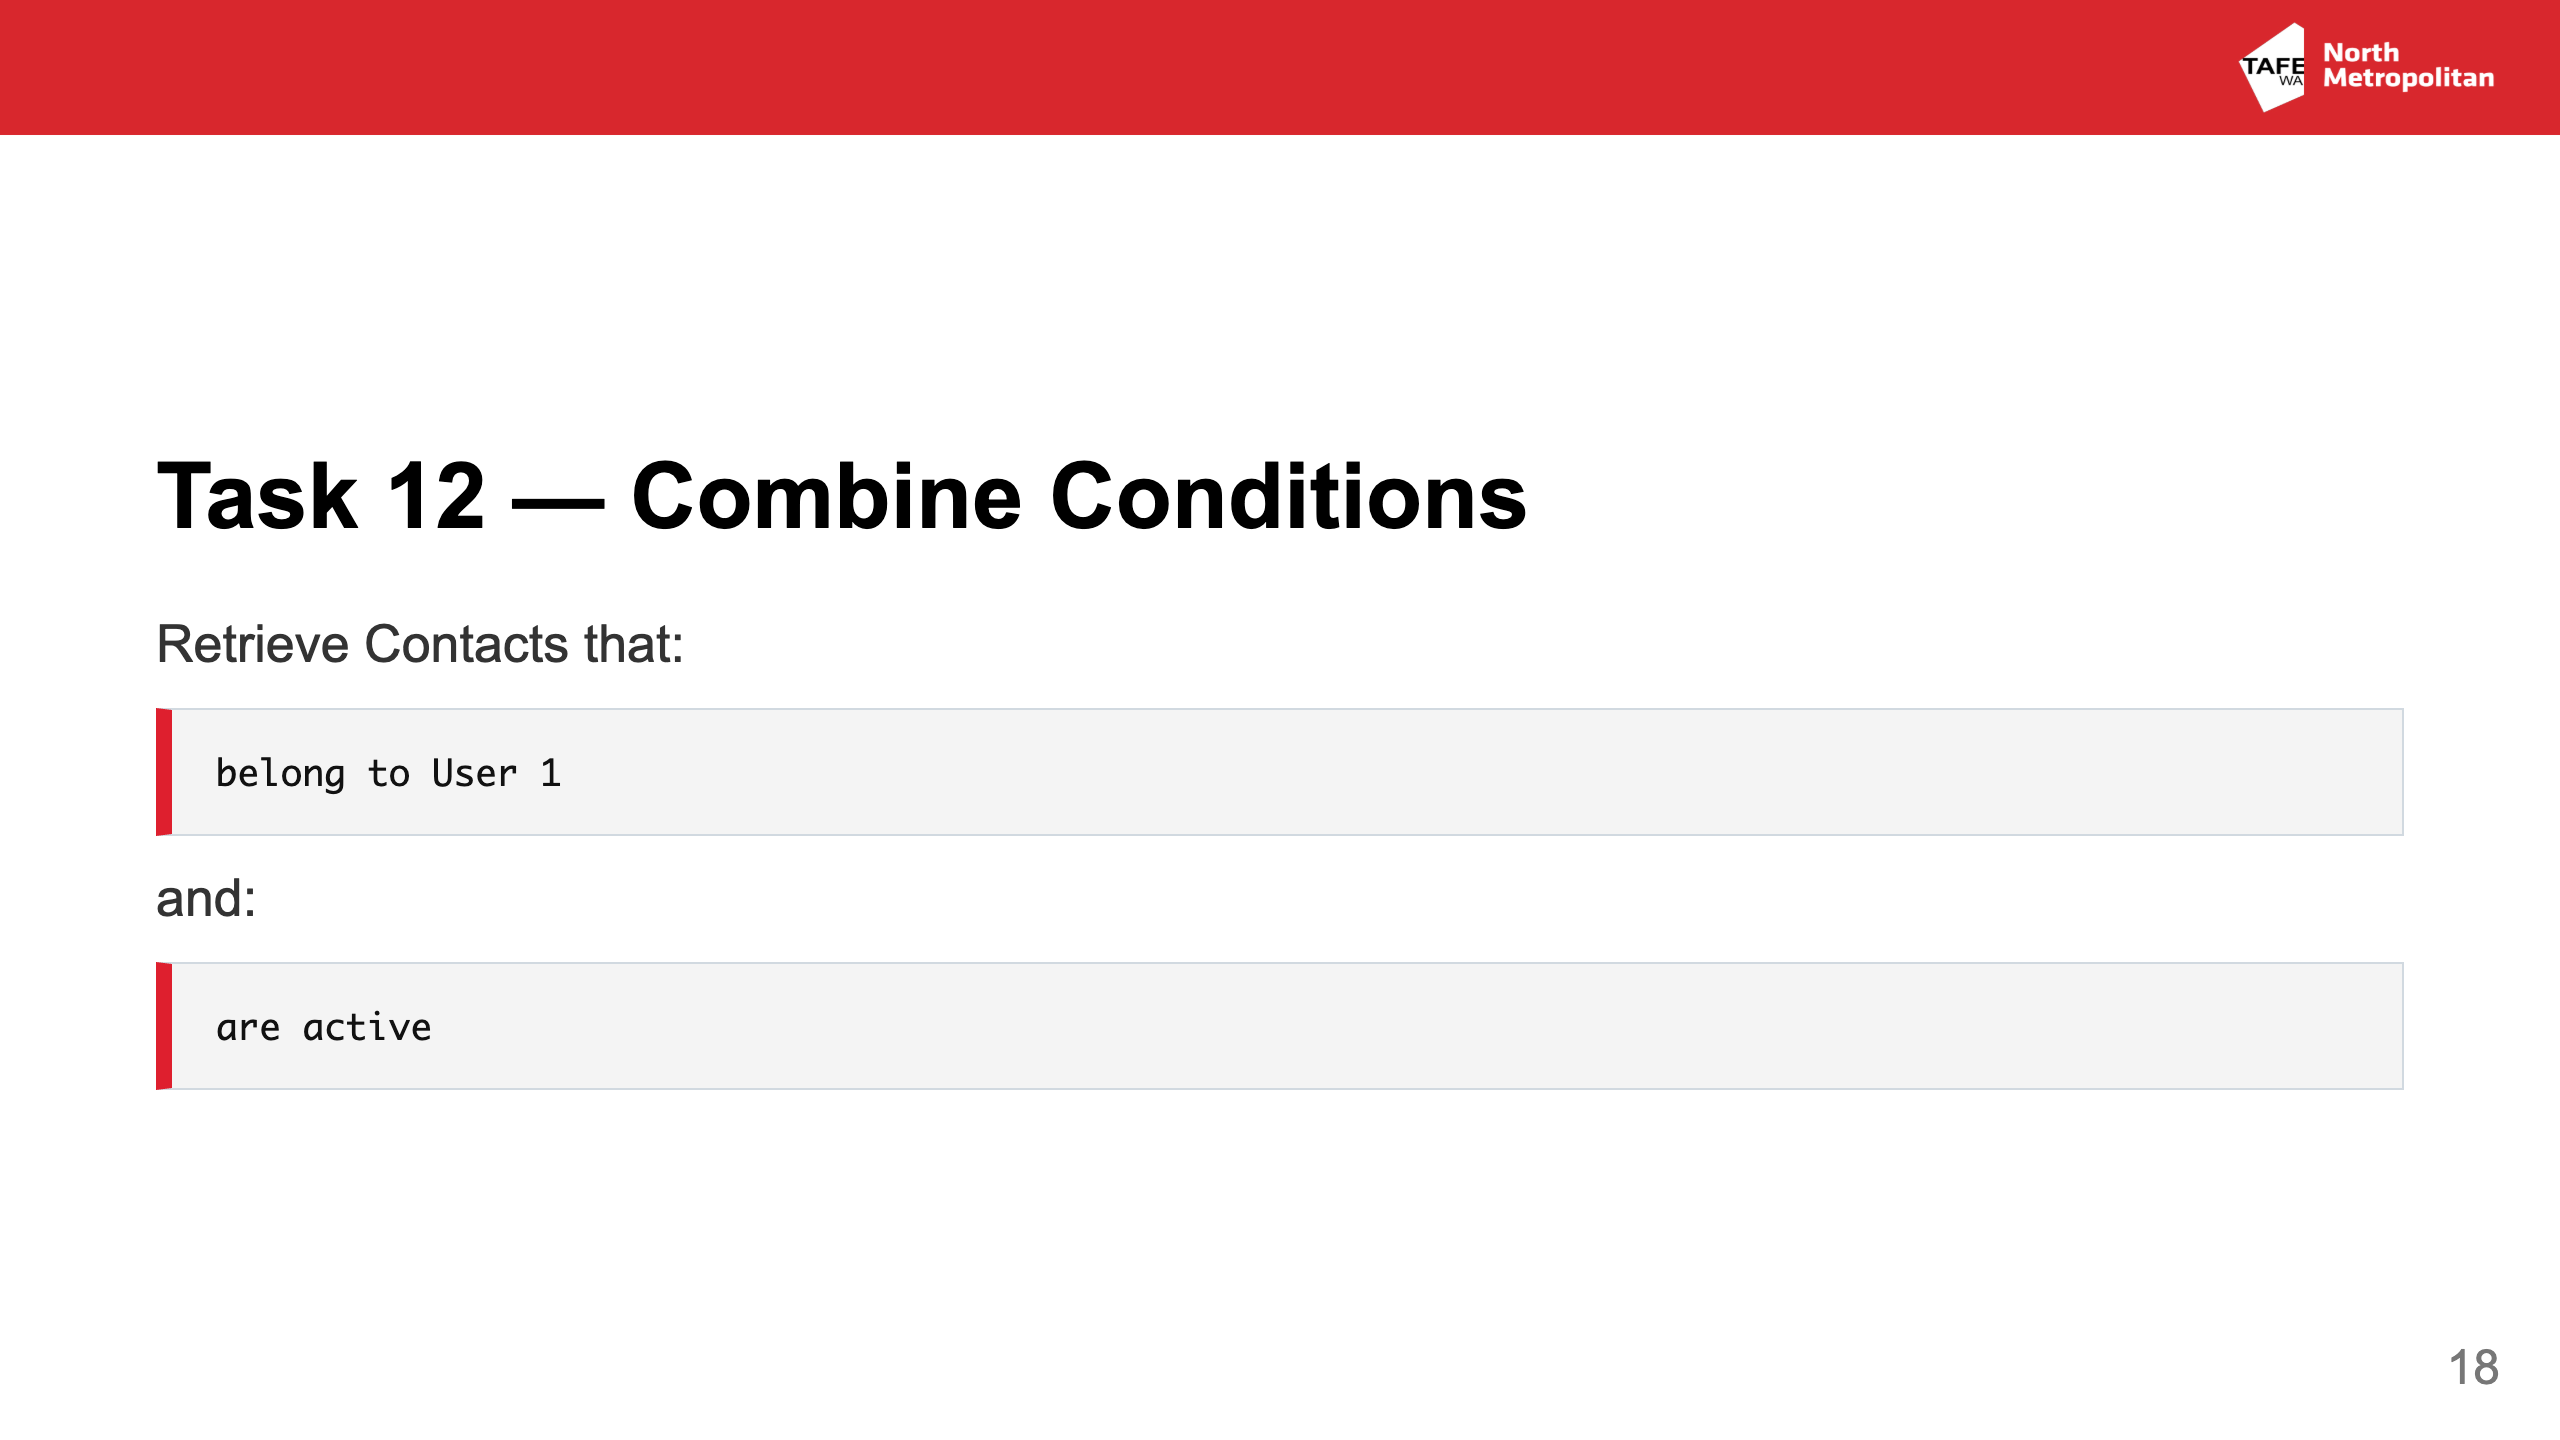 TAFE
WA
North
Metropolitan
Task 12 — Combine Conditions
Retrieve Contacts that:
belong to User 1
and:
are active
18